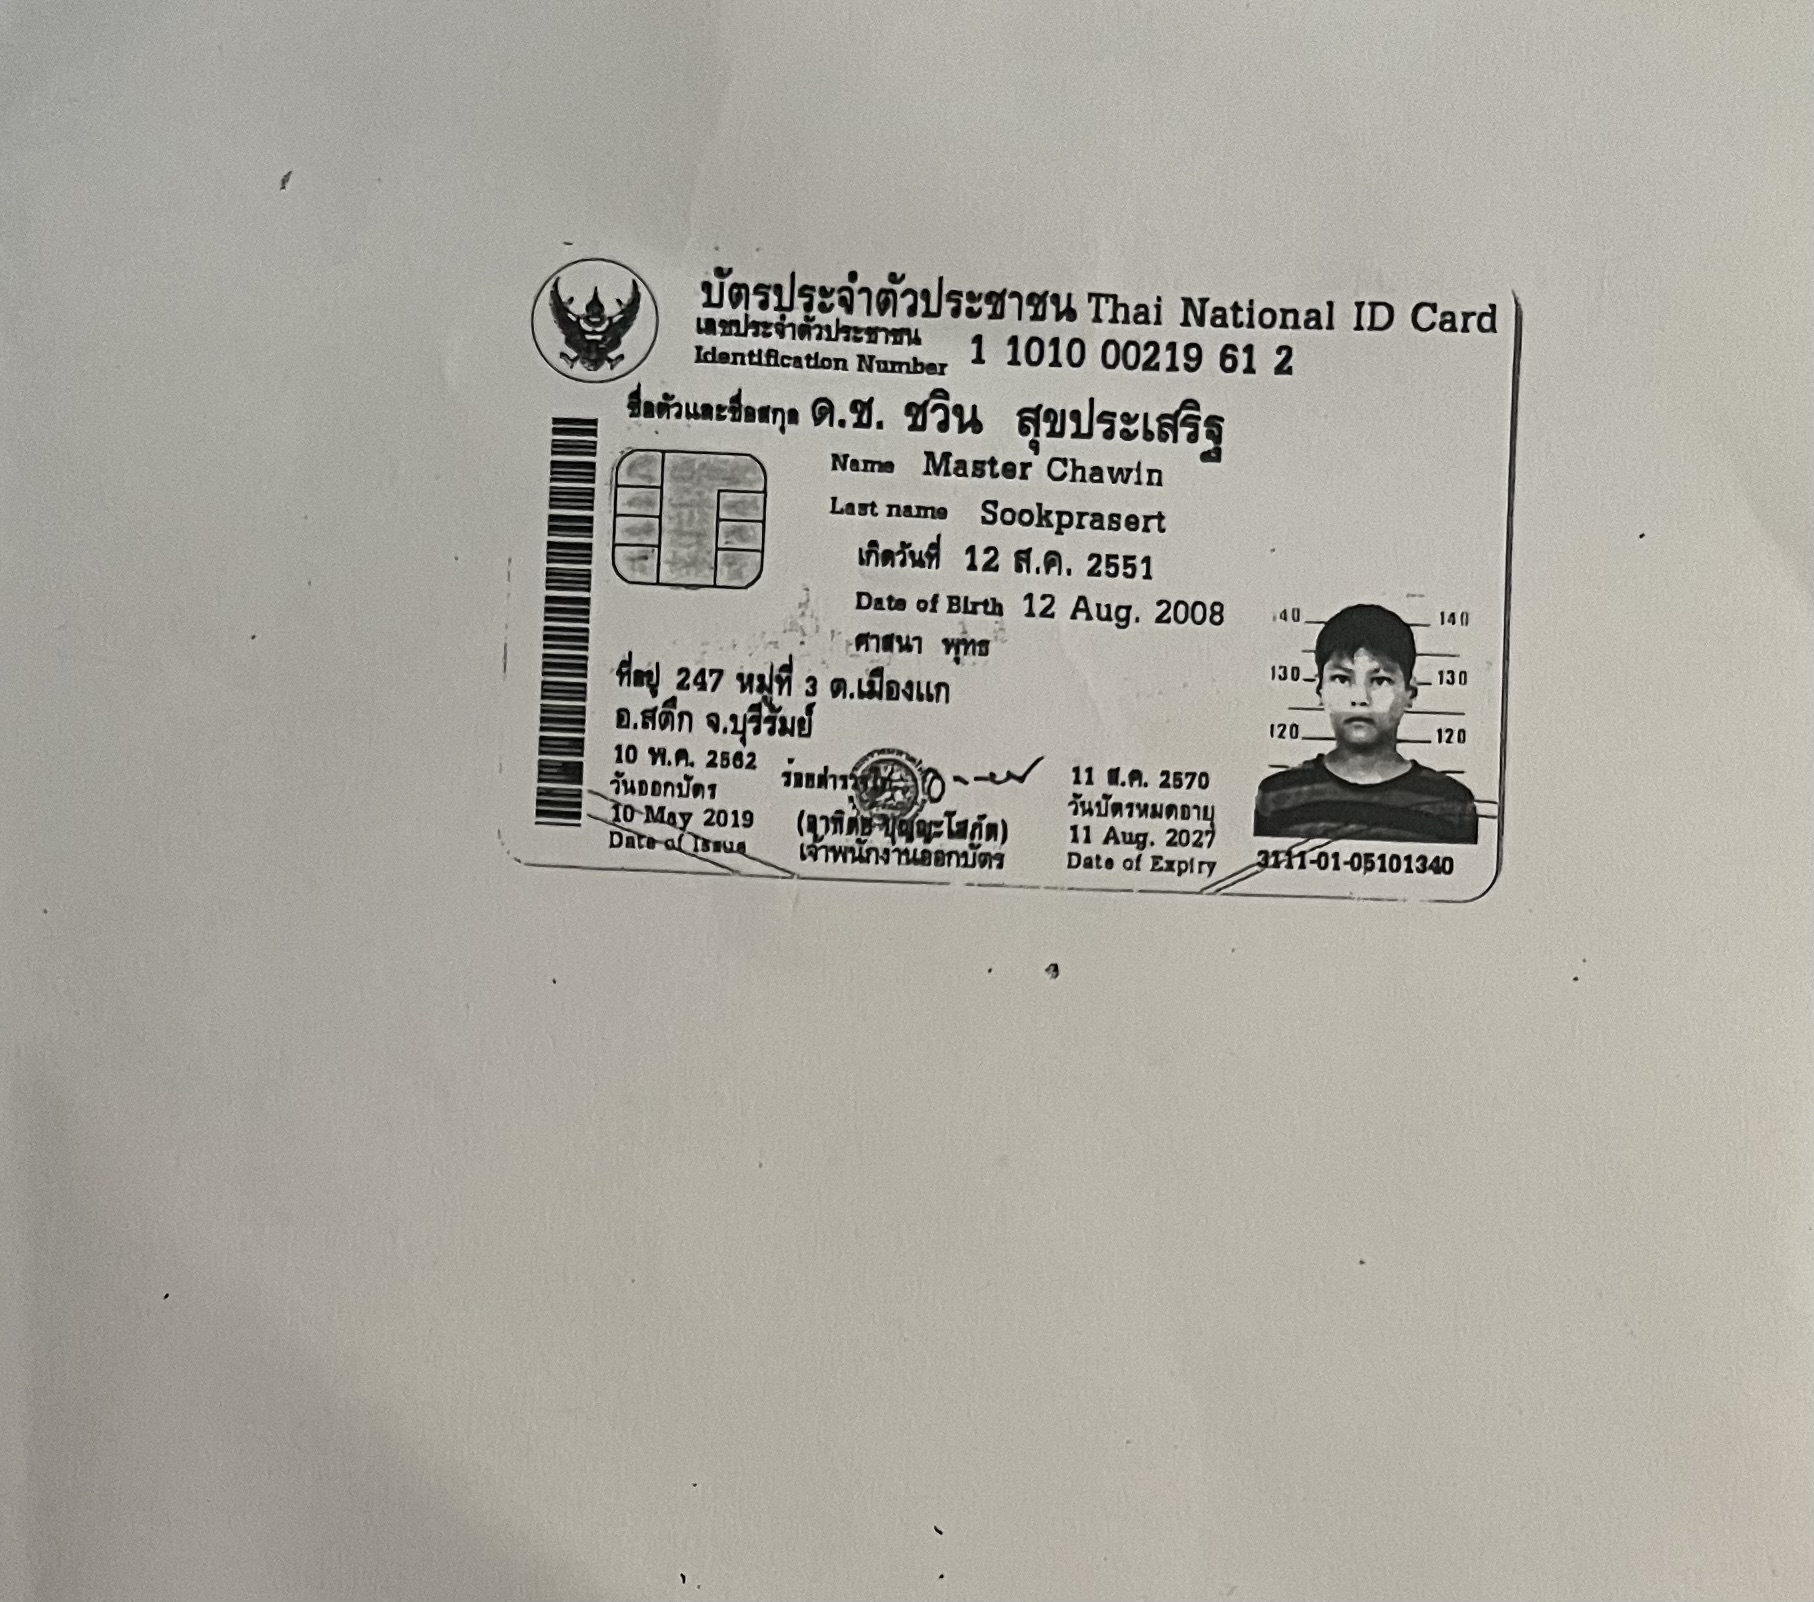 บัตรประจำตัวประชาชน Thai National ID Card
เลขประจำตัวประชาชน
Identification Number 1 1010 00219 61 2
ชื่อตัวและชื่อสกุล ด.ช. ชวิน สุขประเสริฐ
Name Master Chawin
Last name Sookprasert
เกิดวันที่ 12 ส.ค. 2551
Date of Birth 12 Aug. 2008
ศาสนา พุทธ
ที่อยู่ 247 หมู่ที่ 3 ต.เมืองแก
อ.สตึก จ.บุรีรัมย์
140
130 130
120 120
10 พ.ค. 2562
วันออกบัตร
10 May 2019
Date of Issue
เจ้าพนักงานออกบัตร
11 ส.ค. 2570
วันบัตรหมดอายุ
11 Aug. 2027
Date of Expiry
3111-01-05101340